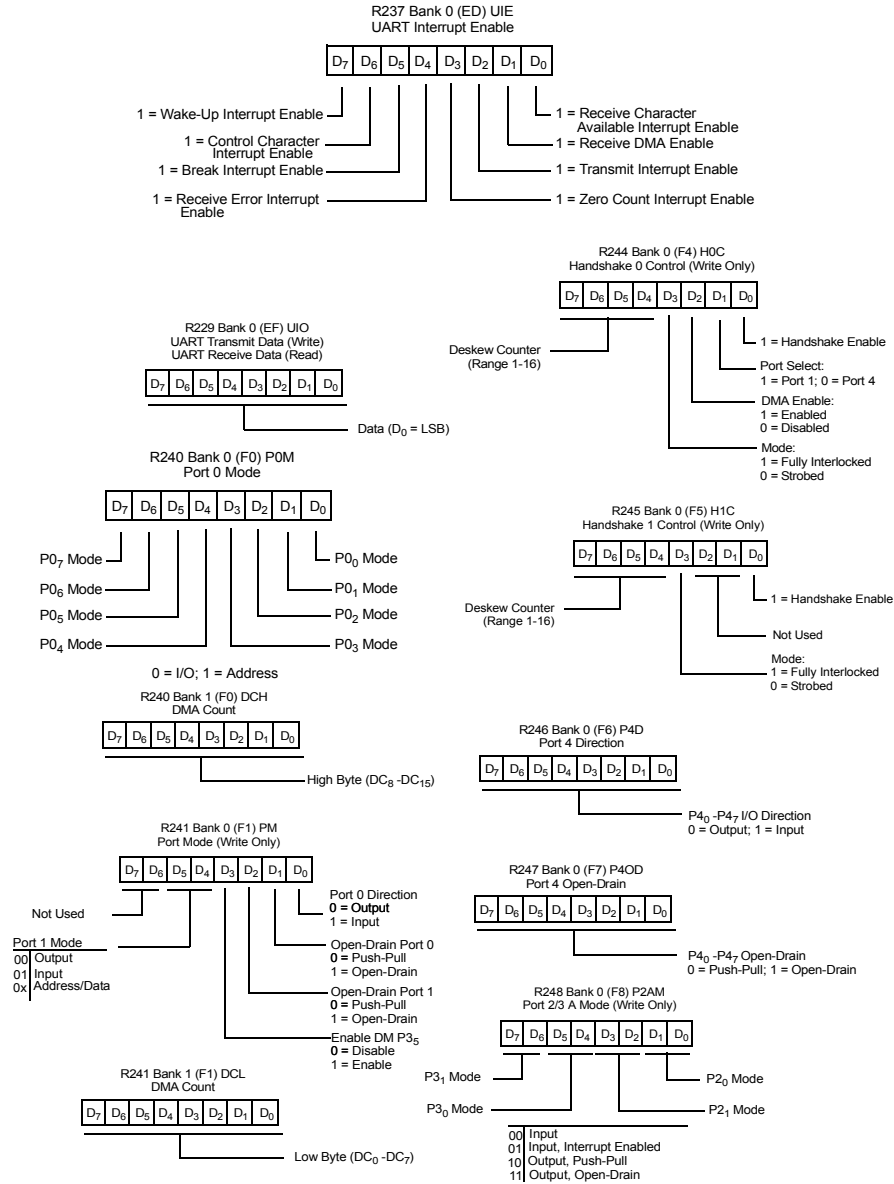 R237 Bank 0 (ED) UIE
UART Interrupt Enable
D7 D6 D5 D4 D3 D2 D1 D0
1 = Wake-Up Interrupt Enable
1 = Control Character
Interrupt Enable
1 = Break Interrupt Enable
1 = Receive Error Interrupt
Enable
1 = Receive Character
Available Interrupt Enable
1 = Receive DMA Enable
1 = Transmit Interrupt Enable
1 = Zero Count Interrupt Enable
R229 Bank 0 (EF) UIO
UART Transmit Data (Write)
UART Receive Data (Read)
D7 D6 D5 D4 D3 D2 D1 D0
Data (D0 = LSB)
R240 Bank 0 (F0) P0M
Port 0 Mode
D7 D6 D5 D4 D3 D2 D1 D0
P07 Mode
P06 Mode
P05 Mode
P04 Mode
P00 Mode
P01 Mode
P02 Mode
P03 Mode
0 = I/O; 1 = Address
R240 Bank 1 (F0) DCH
DMA Count
D7 D6 D5 D4 D3 D2 D1 D0
High Byte (DC8 -DC15)
R241 Bank 0 (F1) PM
Port Mode (Write Only)
D7 D6 D5 D4 D3 D2 D1 D0
Not Used
Port 1 Mode
00 Output
01 Input
0x Address/Data
Port 0 Direction
0 = Output
1 = Input
Open-Drain Port 0
0 = Push-Pull
1 = Open-Drain
Open-Drain Port 1
0 = Push-Pull
1 = Open-Drain
Enable DM P35
0 = Disable
1 = Enable
R241 Bank 1 (F1) DCL
DMA Count
D7 D6 D5 D4 D3 D2 D1 D0
Low Byte (DC0 -DC7)
R244 Bank 0 (F4) H0C
Handshake 0 Control (Write Only)
D7 D6 D5 D4 D3 D2 D1 D0
Deskew Counter
(Range 1-16)
1 = Handshake Enable
Port Select:
1 = Port 1; 0 = Port 4
DMA Enable:
1 = Enabled
0 = Disabled
Mode:
1 = Fully Interlocked
0 = Strobed
R245 Bank 0 (F5) H1C
Handshake 1 Control (Write Only)
D7 D6 D5 D4 D3 D2 D1 D0
Deskew Counter
(Range 1-16)
1 = Handshake Enable
Not Used
Mode:
1 = Fully Interlocked
0 = Strobed
R246 Bank 0 (F6) P4D
Port 4 Direction
D7 D6 D5 D4 D3 D2 D1 D0
P40 -P47 I/O Direction
0 = Output; 1 = Input
R247 Bank 0 (F7) P4OD
Port 4 Open-Drain
D7 D6 D5 D4 D3 D2 D1 D0
P40 -P47 Open-Drain
0 = Push-Pull; 1 = Open-Drain
R248 Bank 0 (F8) P2AM
Port 2/3 A Mode (Write Only)
D7 D6 D5 D4 D3 D2 D1 D0
P31 Mode
P30 Mode
P20 Mode
P21 Mode
00 Input
01 Input, Interrupt Enabled
10 Output, Push-Pull
11 Output, Open-Drain